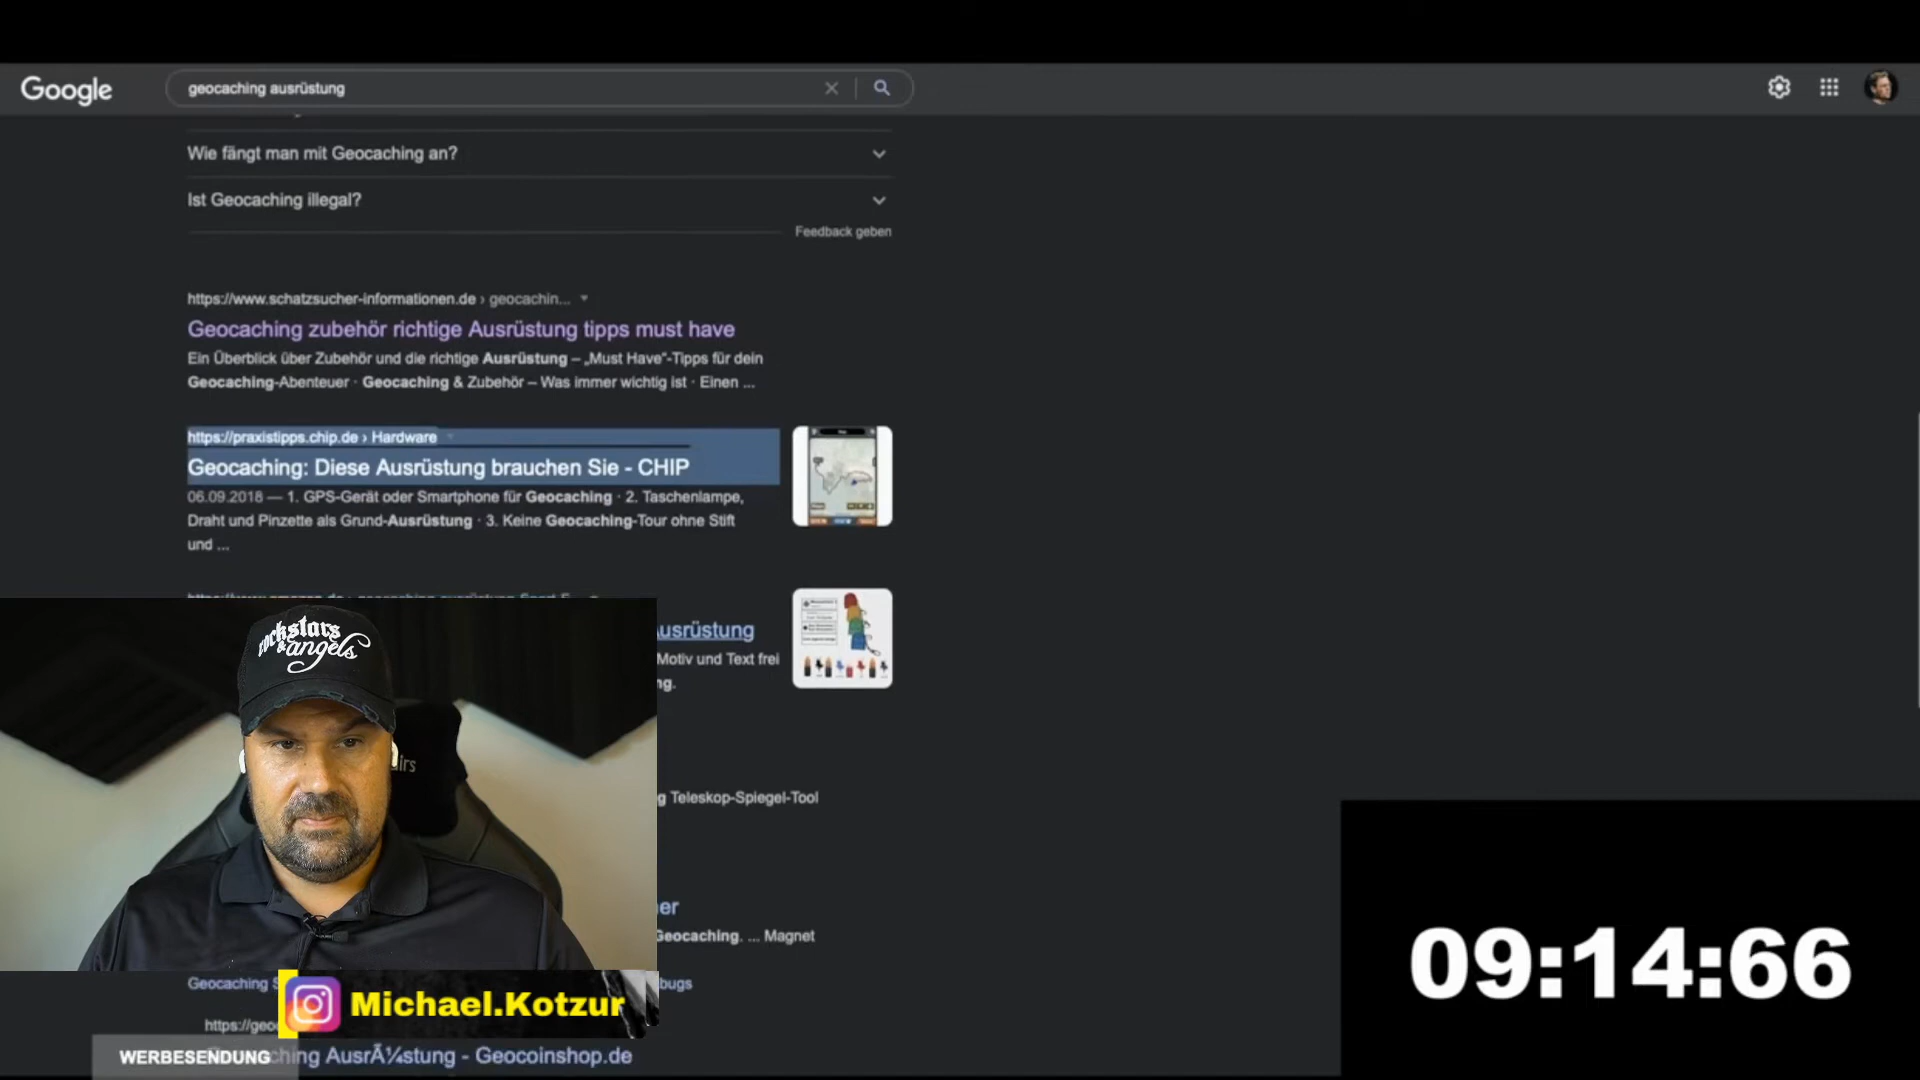 Google
geocaching ausrüstung
Wie fängt man mit Geocaching an?
Ist Geocaching illegal?
Feedback geben
https://www.schatzsucher-informationen.de › geocachin...
Geocaching zubehör richtige Ausrüstung tipps must have
Ein Überblick über Zubehör und die richtige Ausrüstung – „Must Have“-Tipps für dein
Geocaching-Abenteuer · Geocaching & Zubehör – Was immer wichtig ist · Einen ...
https://praxistipps.chip.de › Hardware
Geocaching: Diese Ausrüstung brauchen Sie - CHIP
06.09.2018 — 1. GPS-Gerät oder Smartphone für Geocaching · 2. Taschenlampe,
Draht und Pinzette als Grund-Ausrüstung · 3. Keine Geocaching-Tour ohne Stift
und ...
usrüstung
Motiv und Text frei
ng.
rockstars
& angels
irs
g Teleskop-Spiegel-Tool
er
Geocaching. ... Magnet
Geocaching S
bugs
Michael.Kotzur
https://geoc
WERBESENDUNG
ching AusrÃ¼stung - Geocoinshop.de
09:14:66